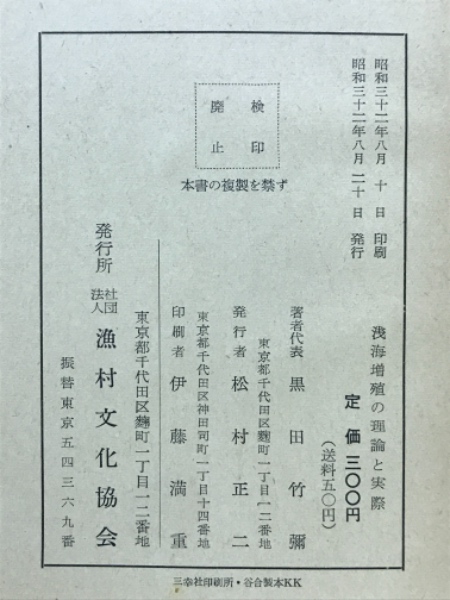 昭和三十二年八月 十 日 印刷
昭和三十二年八月 二十 日 発行
浅海増殖の理論と実際
定価 三〇〇円
(送料五〇円)
検印
廃止
本書の複製を禁ず
著者代表 黒田竹彌
東京都千代田区麴町一丁目一二番地
発行者 松村正二
東京都千代田区神田司町一丁目十四番地
印刷者 伊藤満重
東京都千代田区麴町一丁目一二番地
発行所 社団法人 漁村文化協会
振替東京五四三六九番
三幸社印刷所・谷合製本KK